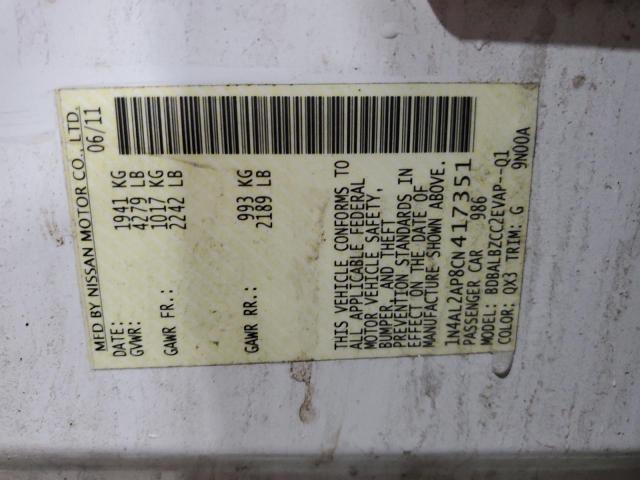 MFD BY NISSAN MOTOR CO., LTD.
DATE: 06/11
GVWR: 1941 KG
4279 LB
GAWR FR.: 1017 KG
2242 LB
GAWR RR.: 993 KG
2189 LB
THIS VEHICLE CONFORMS TO
ALL APPLICABLE FEDERAL
MOTOR VEHICLE SAFETY,
BUMPER, AND THEFT
PREVENTION STANDARDS IN
EFFECT ON THE DATE OF
MANUFACTURE SHOWN ABOVE.
1N4AL2AP8CN417351
PASSENGER CAR 986
MODEL: BDBALBZCC2EVAP--Q1
COLOR: QX3 TRIM: G 9N00A